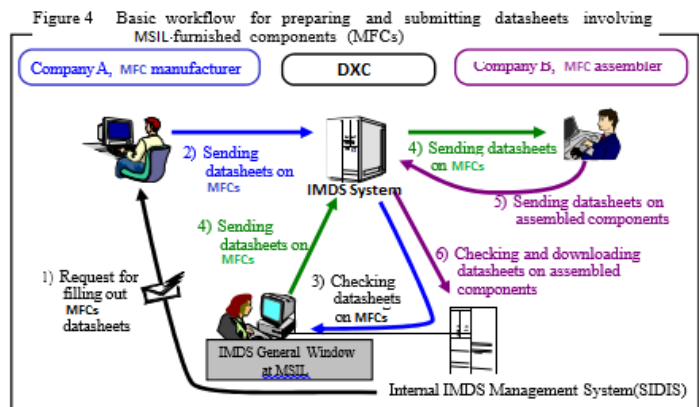 Figure 4 Basic workflow for preparing and submitting datasheets involving
MSIL-furnished components (MFCs)
Company A, MFC manufacturer
DXC
Company B, MFC assembler
2) Sending
datasheets on
MFCs
IMDS System
4) Sending datasheets
on MFCs
5) Sending datasheets on
assembled components
4) Sending
datasheets on
MFCs
6) Checking and downloading
datasheets on assembled
components
1) Request for
filling out
MFCs
datasheets
3) Checking
datasheets
on MFCs
IMDS General Window
at MSIL
Internal IMDS Management System(SIDIS)